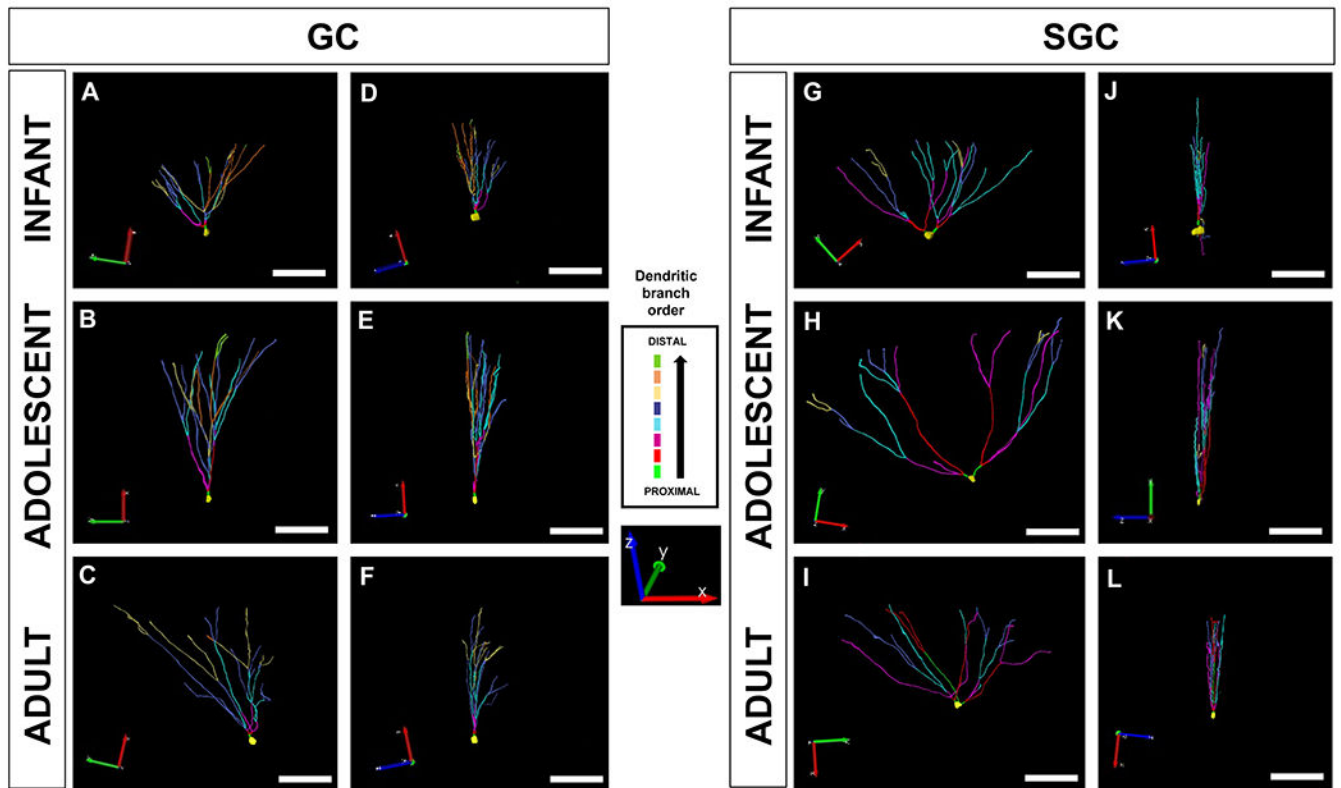 GC
SGC
INFANT
ADOLESCENT
ADULT
A
D
B
E
C
F
Dendritic
branch
order
DISTAL
PROXIMAL
z
y
x
INFANT
ADOLESCENT
ADULT
G
J
H
K
I
L